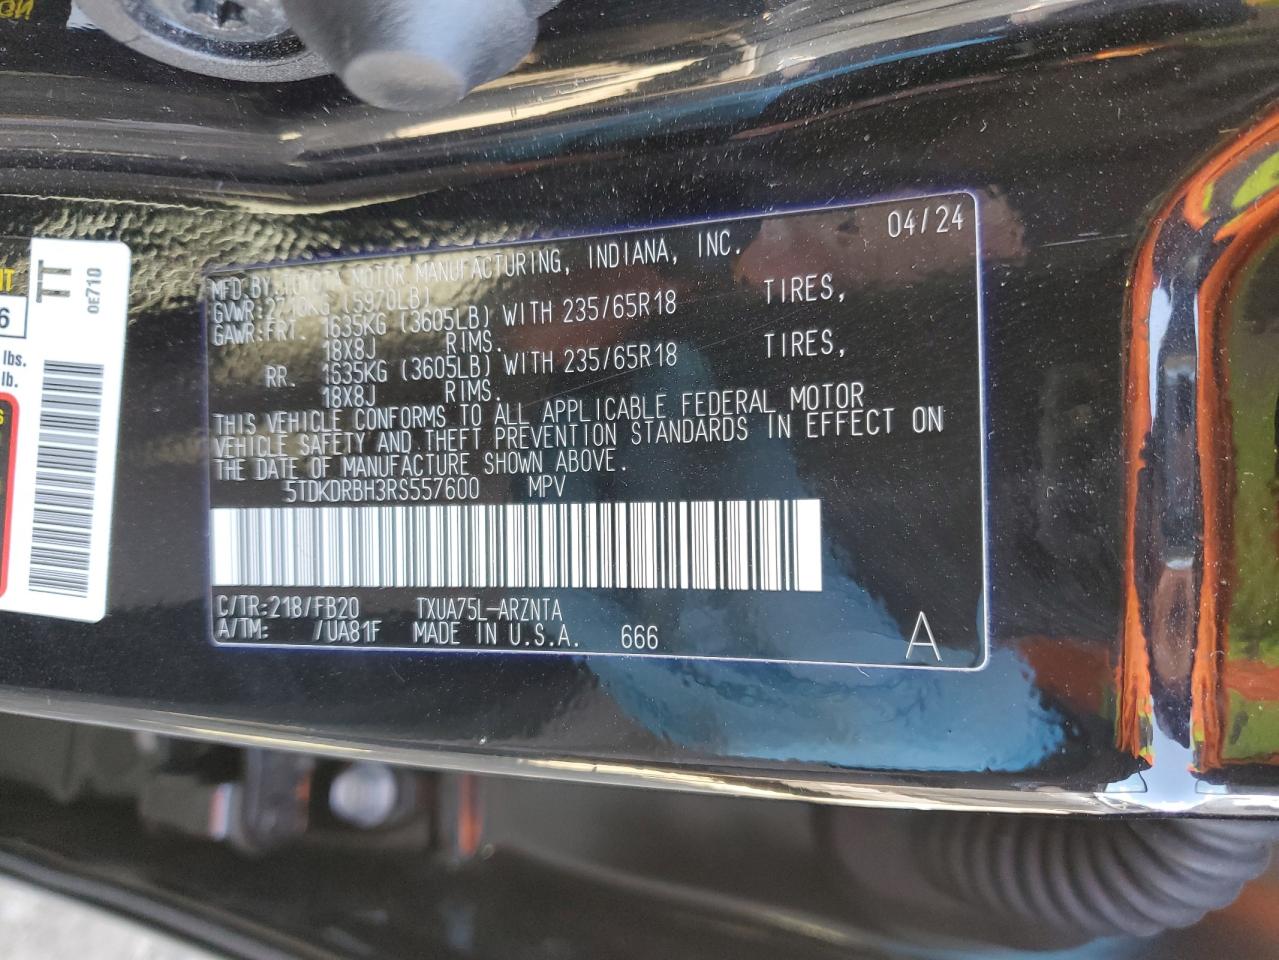 04/24
MFD.BY:TOYOTA MOTOR MANUFACTURING, INDIANA, INC.
GVWR:2710KG (5970LB)
GAWR:FRT. 1635KG (3605LB) WITH 235/65R18 TIRES,
18X8J RIMS.
RR. 1635KG (3605LB) WITH 235/65R18 TIRES,
18X8J RIMS.
THIS VEHICLE CONFORMS TO ALL APPLICABLE FEDERAL MOTOR
VEHICLE SAFETY AND THEFT PREVENTION STANDARDS IN EFFECT ON
THE DATE OF MANUFACTURE SHOWN ABOVE.
5TDKDRBH3RS557600 MPV
C/TR:218/FB20 TXUA75L-ARZNTA
A/TM: /UA81F MADE IN U.S.A. 666
A
TT
0E710
6
lbs.
lb.